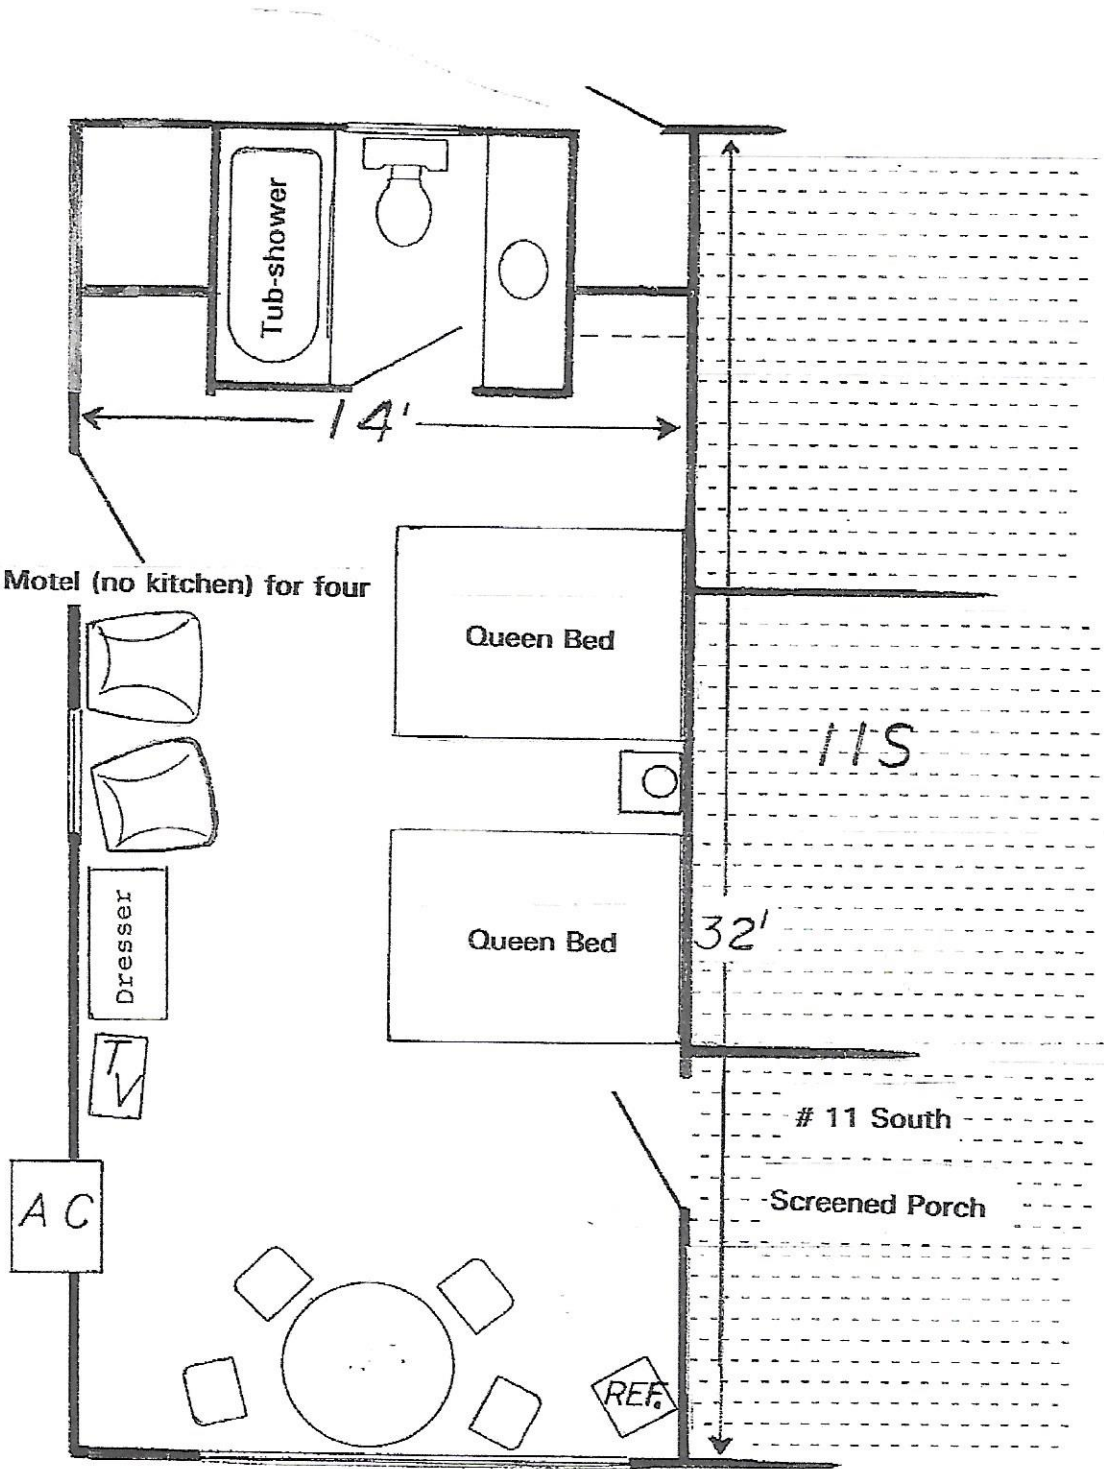 Tub-shower
14'
Motel (no kitchen) for four
Queen Bed
11S
Dresser
Queen Bed
32'
TV
# 11 South
AC
Screened Porch
REF.